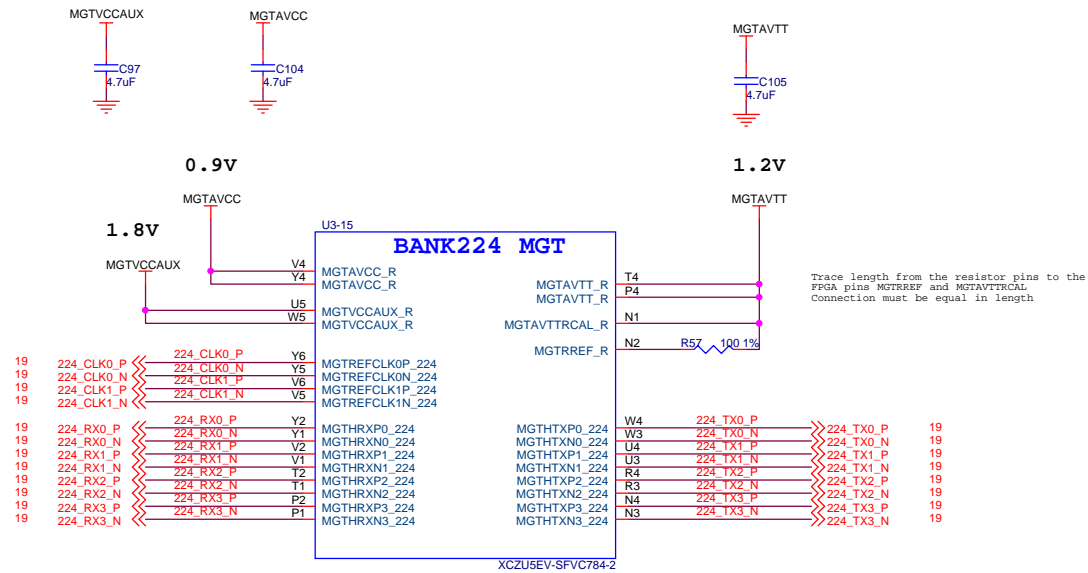 MGTVCCAUX
C97
4.7uF
MGTAVCC
C104
4.7uF
MGTAVTT
C105
4.7uF
0.9V
MGTAVCC
1.8V
MGTVCCAUX
1.2V
MGTAVTT
U3-15
BANK224 MGT
V4 MGTAVCC_R
Y4 MGTAVCC_R
U5 MGTVCCAUX_R
W5 MGTVCCAUX_R
MGTAVTT_R T4
MGTAVTT_R P4
MGTAVTTRCAL_R N1
MGTRREF_R N2 R57 100 1%
Trace length from the resistor pins to the
FPGA pins MGTRREF and MGTAVTTRCAL
Connection must be equal in length
19 224_CLK0_P 224_CLK0_P Y6 MGTREFCLK0P_224
19 224_CLK0_N 224_CLK0_N Y5 MGTREFCLK0N_224
19 224_CLK1_P 224_CLK1_P V6 MGTREFCLK1P_224
19 224_CLK1_N 224_CLK1_N V5 MGTREFCLK1N_224
19 224_RX0_P 224_RX0_P Y2 MGTHRXP0_224
19 224_RX0_N 224_RX0_N Y1 MGTHRXN0_224
19 224_RX1_P 224_RX1_P V2 MGTHRXP1_224
19 224_RX1_N 224_RX1_N V1 MGTHRXN1_224
19 224_RX2_P 224_RX2_P T2 MGTHRXP2_224
19 224_RX2_N 224_RX2_N T1 MGTHRXN2_224
19 224_RX3_P 224_RX3_P P2 MGTHRXP3_224
19 224_RX3_N 224_RX3_N P1 MGTHRXN3_224
MGTHTXP0_224 W4 224_TX0_P 224_TX0_P 19
MGTHTXN0_224 W3 224_TX0_N 224_TX0_N 19
MGTHTXP1_224 U4 224_TX1_P 224_TX1_P 19
MGTHTXN1_224 U3 224_TX1_N 224_TX1_N 19
MGTHTXP2_224 R4 224_TX2_P 224_TX2_P 19
MGTHTXN2_224 R3 224_TX2_N 224_TX2_N 19
MGTHTXP3_224 N4 224_TX3_P 224_TX3_P 19
MGTHTXN3_224 N3 224_TX3_N 224_TX3_N 19
XCZU5EV-SFVC784-2